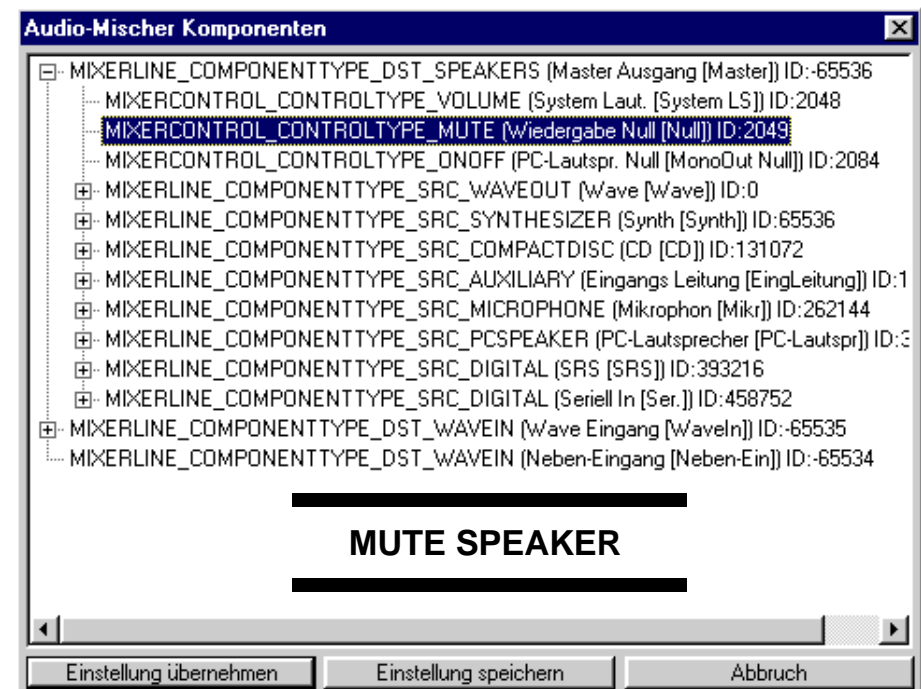 Audio-Mischer Komponenten
MIXERLINE_COMPONENTTYPE_DST_SPEAKERS (Master Ausgang [Master]) ID:-65536
MIXERCONTROL_CONTROLTYPE_VOLUME (System Laut. [System LS]) ID:2048
MIXERCONTROL_CONTROLTYPE_MUTE (Wiedergabe Null [Null]) ID:2049
MIXERCONTROL_CONTROLTYPE_ONOFF (PC-Lautspr. Null [MonoOut Null]) ID:2084
MIXERLINE_COMPONENTTYPE_SRC_WAVEOUT (Wave [Wave]) ID:0
MIXERLINE_COMPONENTTYPE_SRC_SYNTHESIZER (Synth [Synth]) ID:65536
MIXERLINE_COMPONENTTYPE_SRC_COMPACTDISC (CD [CD]) ID:131072
MIXERLINE_COMPONENTTYPE_SRC_AUXILIARY (Eingangs Leitung [EingLeitung]) ID:1
MIXERLINE_COMPONENTTYPE_SRC_MICROPHONE (Mikrophon [Mikr]) ID:262144
MIXERLINE_COMPONENTTYPE_SRC_PCSPEAKER (PC-Lautsprecher [PC-Lautspr]) ID:3
MIXERLINE_COMPONENTTYPE_SRC_DIGITAL (SRS [SRS]) ID:393216
MIXERLINE_COMPONENTTYPE_SRC_DIGITAL (Seriell In [Ser.]) ID:458752
MIXERLINE_COMPONENTTYPE_DST_WAVEIN (Wave Eingang [WaveIn]) ID:-65535
MIXERLINE_COMPONENTTYPE_DST_WAVEIN (Neben-Eingang [Neben-Ein]) ID:-65534
MUTE SPEAKER
Einstellung übernehmen
Einstellung speichern
Abbruch